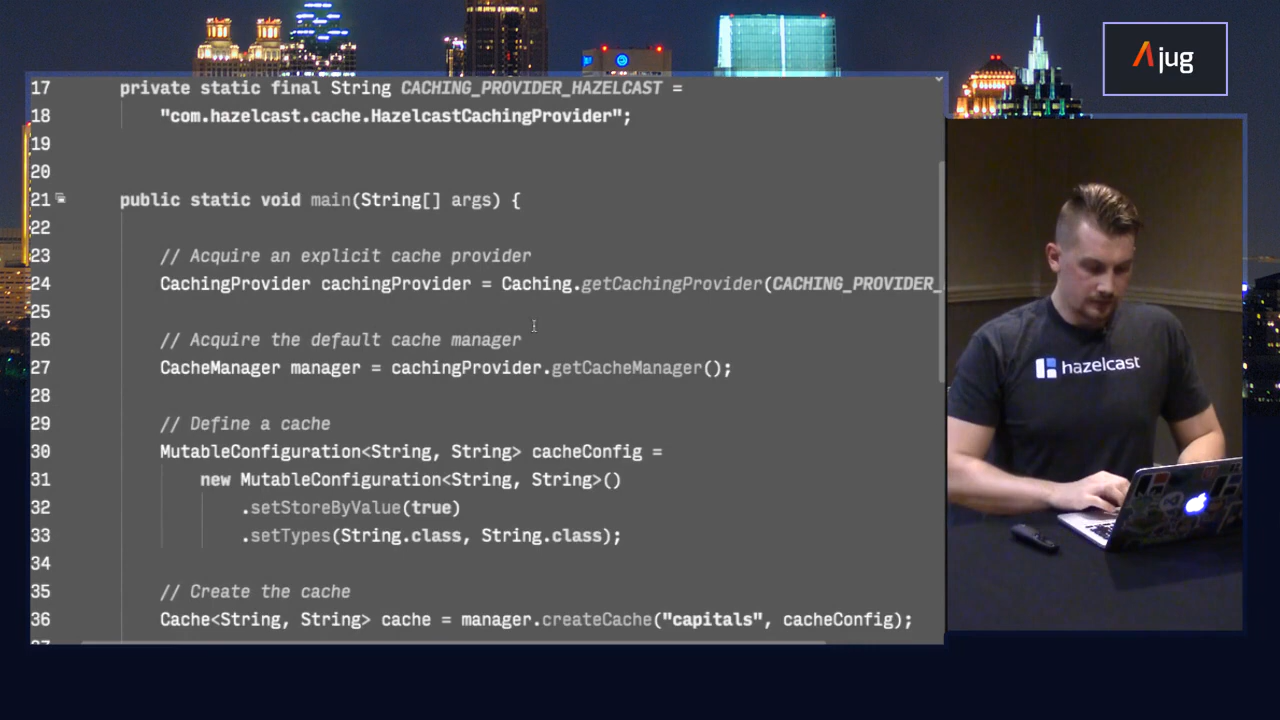 17 private static final String CACHING_PROVIDER_HAZELCAST =
18 "com.hazelcast.cache.HazelcastCachingProvider";
19
20
21 public static void main(String[] args) {
22
23 // Acquire an explicit cache provider
24 CachingProvider cachingProvider = Caching.getCachingProvider(CACHING_PROVIDER_
25
26 // Acquire the default cache manager
27 CacheManager manager = cachingProvider.getCacheManager();
28
29 // Define a cache
30 MutableConfiguration<String, String> cacheConfig =
31 new MutableConfiguration<String, String>()
32 .setStoreByValue(true)
33 .setTypes(String.class, String.class);
34
35 // Create the cache
36 Cache<String, String> cache = manager.createCache("capitals", cacheConfig);
Ajug
hazelcast